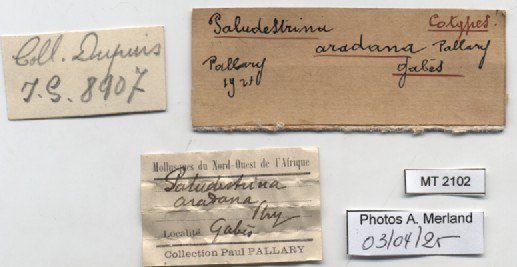 Coll. Dupuis
I.G. 8907
Paludestrina Cotypes.
aradana Pallary
Pallary Gabès
1921
Mollusques du Nord-Ouest de l'Afrique
Paludestrina
aradana
Pry
Localité Gabès
Collection Paul PALLARY
MT 2102
Photos A. Merland
03/04/25